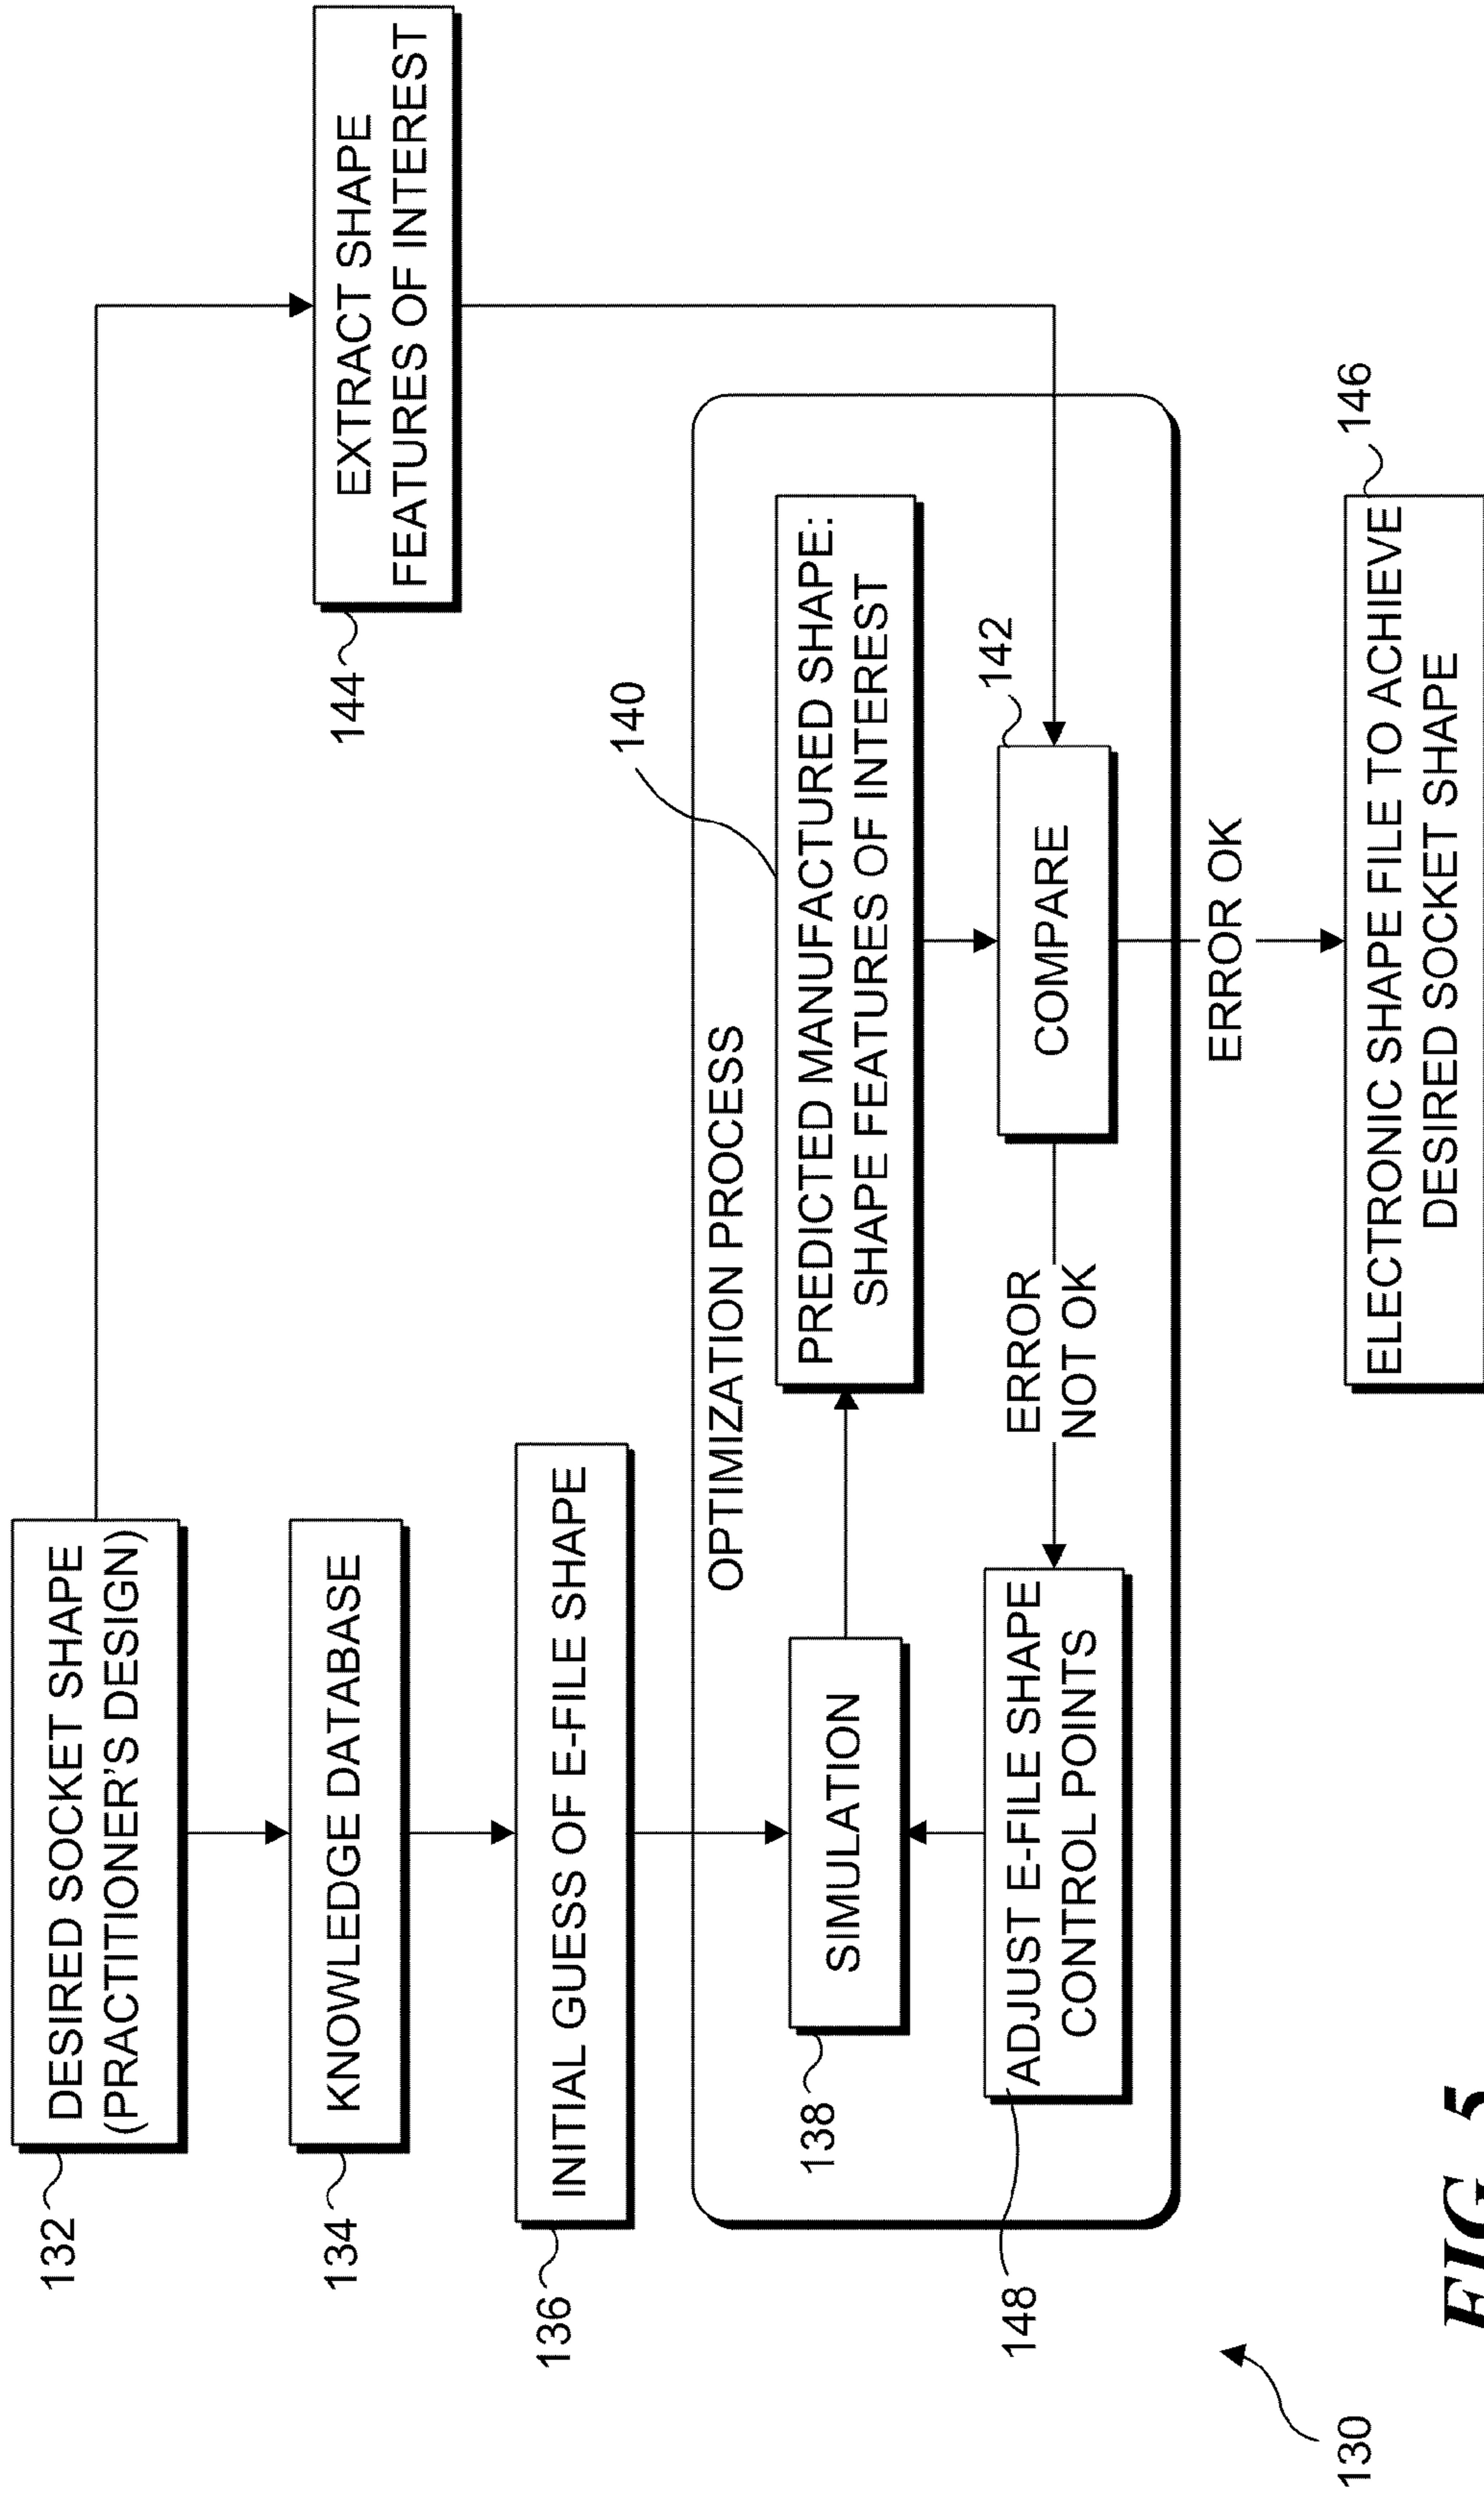 132
DESIRED SOCKET SHAPE
(PRACTITIONER'S DESIGN)
134
KNOWLEDGE DATABASE
144
EXTRACT SHAPE
FEATURES OF INTEREST
136
INITIAL GUESS OF E-FILE SHAPE
140
OPTIMIZATION PROCESS
138
SIMULATION
PREDICTED MANUFACTURED SHAPE:
SHAPE FEATURES OF INTEREST
148
ADJUST E-FILE SHAPE
CONTROL POINTS
ERROR
NOT OK
142
COMPARE
ERROR OK
130
146
ELECTRONIC SHAPE FILE TO ACHIEVE
DESIRED SOCKET SHAPE
FIG. 5